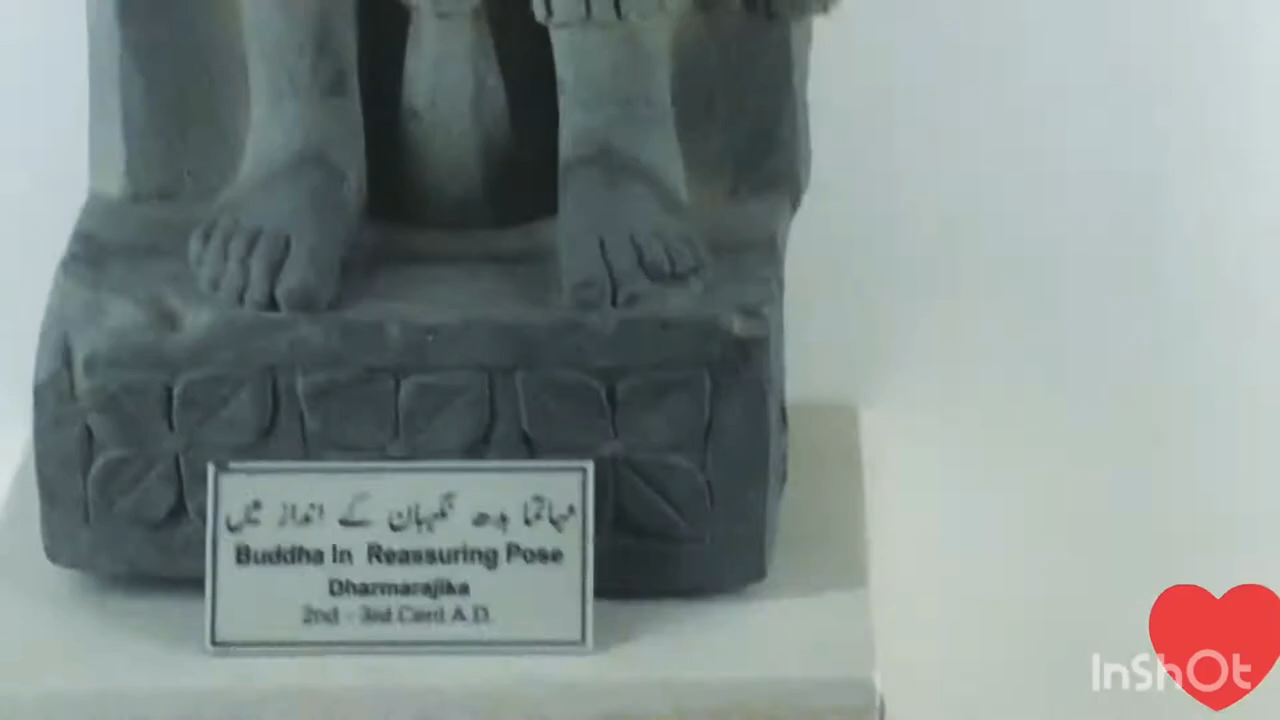 مہاتما بدھ نگہبان کے انداز میں
Buddha In Reassuring Pose
Dharmarajika
2nd - 3rd Cent A.D.
InShOt